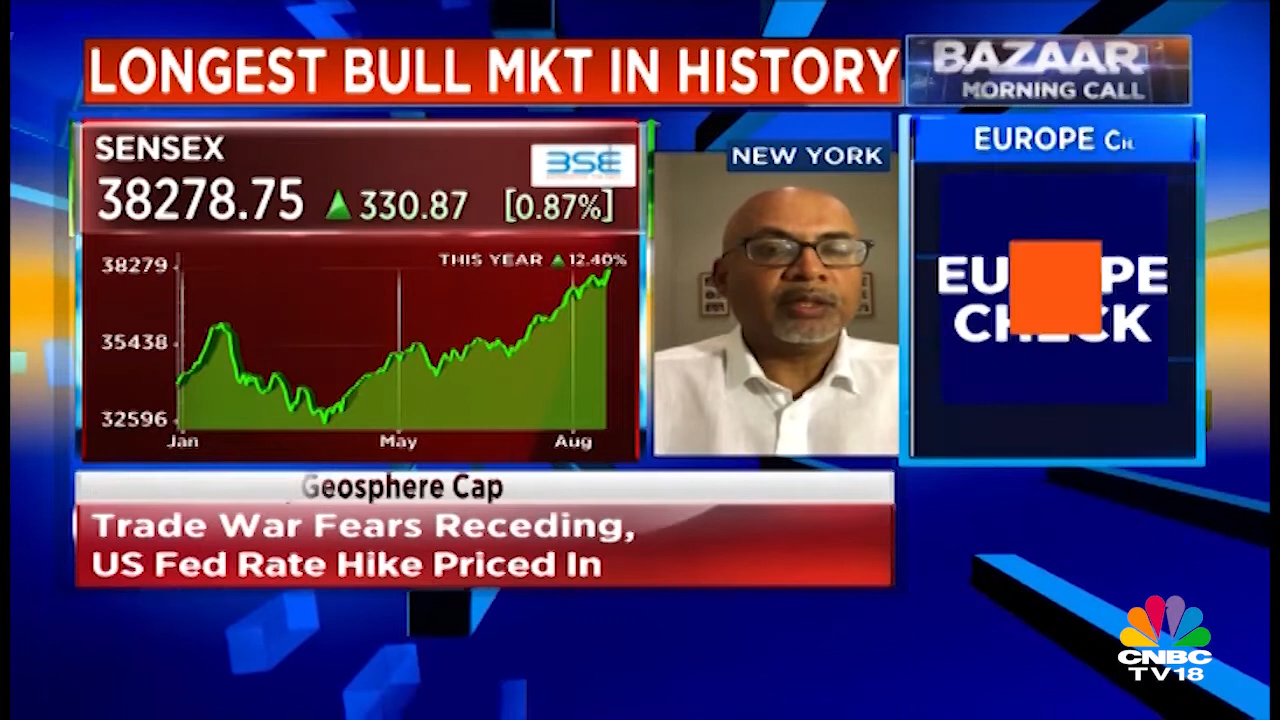 LONGEST BULL MKT IN HISTORY
BAZAAR
MORNING CALL
SENSEX
BSE
38278.75 ▲ 330.87 [0.87%]
THIS YEAR ▲ 12.40%
38279
35438
32596
Jan May Aug
NEW YORK
EUROPE
CHECK
Geosphere Cap
Trade War Fears Receding,
US Fed Rate Hike Priced In
CNBC
TV18